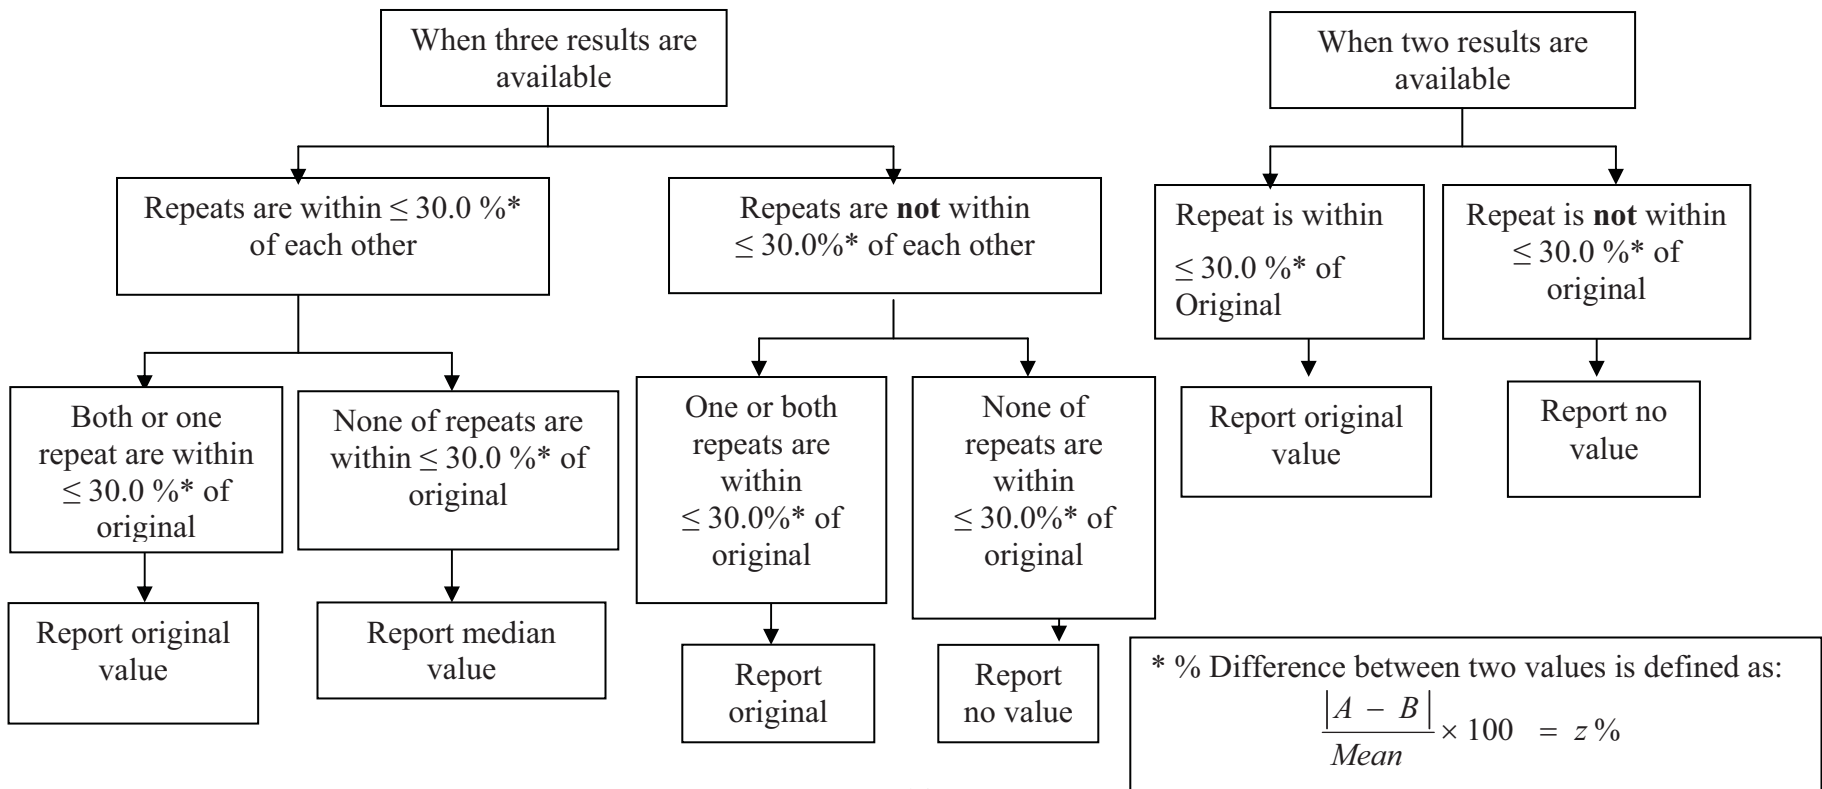 When three results are
available
When two results are
available
Repeats are within ≤ 30.0 %*
of each other
Repeats are not within
≤ 30.0%* of each other
Repeat is within
≤ 30.0 %* of
Original
Repeat is not within
≤ 30.0 %* of
original
Both or one
repeat are within
≤ 30.0 %* of
original
None of repeats are
within ≤ 30.0 %* of
original
One or both
repeats are
within
≤ 30.0%* of
original
None of
repeats are
within
≤ 30.0%* of
original
Report original
value
Report no
value
Report original
value
Report median
value
Report
original
Report
no value
* % Difference between two values is defined as:
|A − B|
Mean
× 100 = z %